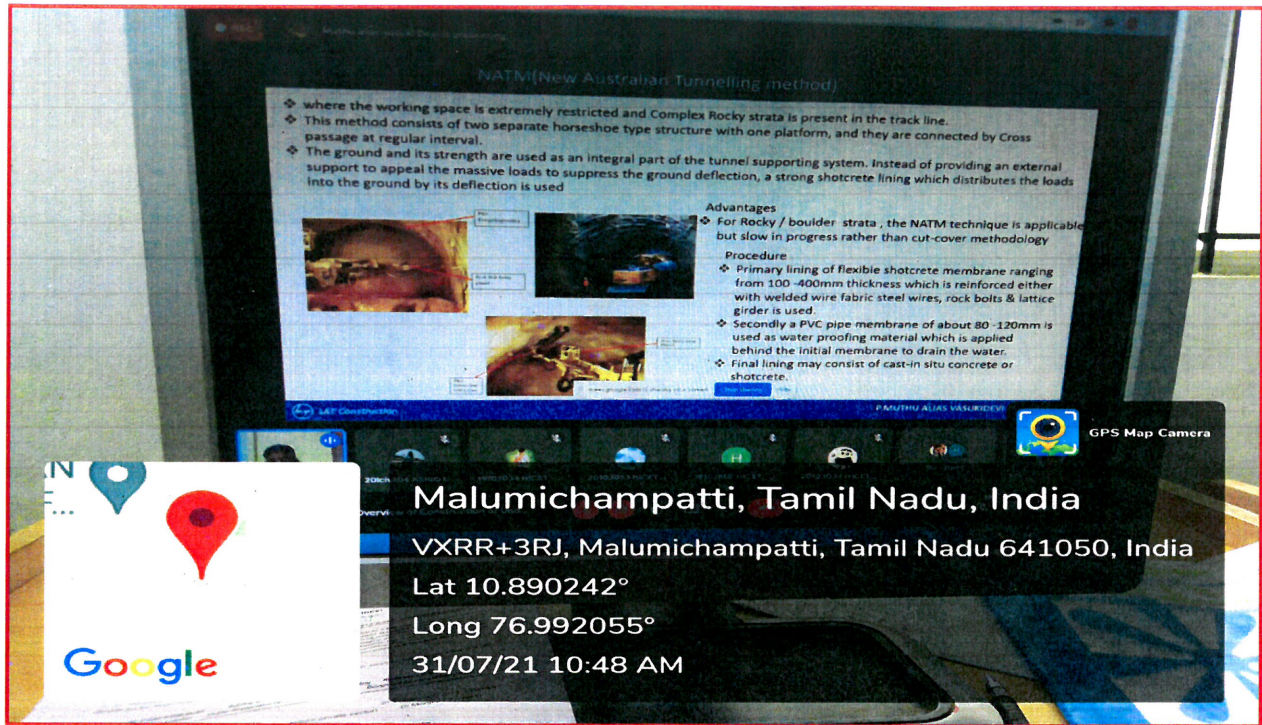 NATM(New Australian Tunnelling method)
❖ where the working space is extremely restricted and Complex Rocky strata is present in the track line.
❖ This method consists of two separate horseshoe type structure with one platform, and they are connected by Cross
passage at regular interval.
❖ The ground and its strength are used as an integral part of the tunnel supporting system. Instead of providing an external
support to appeal the massive loads to suppress the ground deflection, a strong shotcrete lining which distributes the loads
into the ground by its deflection is used
Advantages
❖ For Rocky / boulder strata , the NATM technique is applicable
but slow in progress rather than cut-cover methodology
Procedure
❖ Primary lining of flexible shotcrete membrane ranging
from 100 -400mm thickness which is reinforced either
with welded wire fabric steel wires, rock bolts & lattice
girder is used.
❖ Secondly a PVC pipe membrane of about 80 -120mm is
used as water proofing material which is applied
behind the initial membrane to drain the water.
❖ Final lining may consist of cast-in situ concrete or
shotcrete.
L&T Construction
P.MUTHU ALIAS VASUKIDEVI
H
GPS Map Camera
Google
Malumichampatti, Tamil Nadu, India
VXRR+3RJ, Malumichampatti, Tamil Nadu 641050, India
Lat 10.890242°
Long 76.992055°
31/07/21 10:48 AM